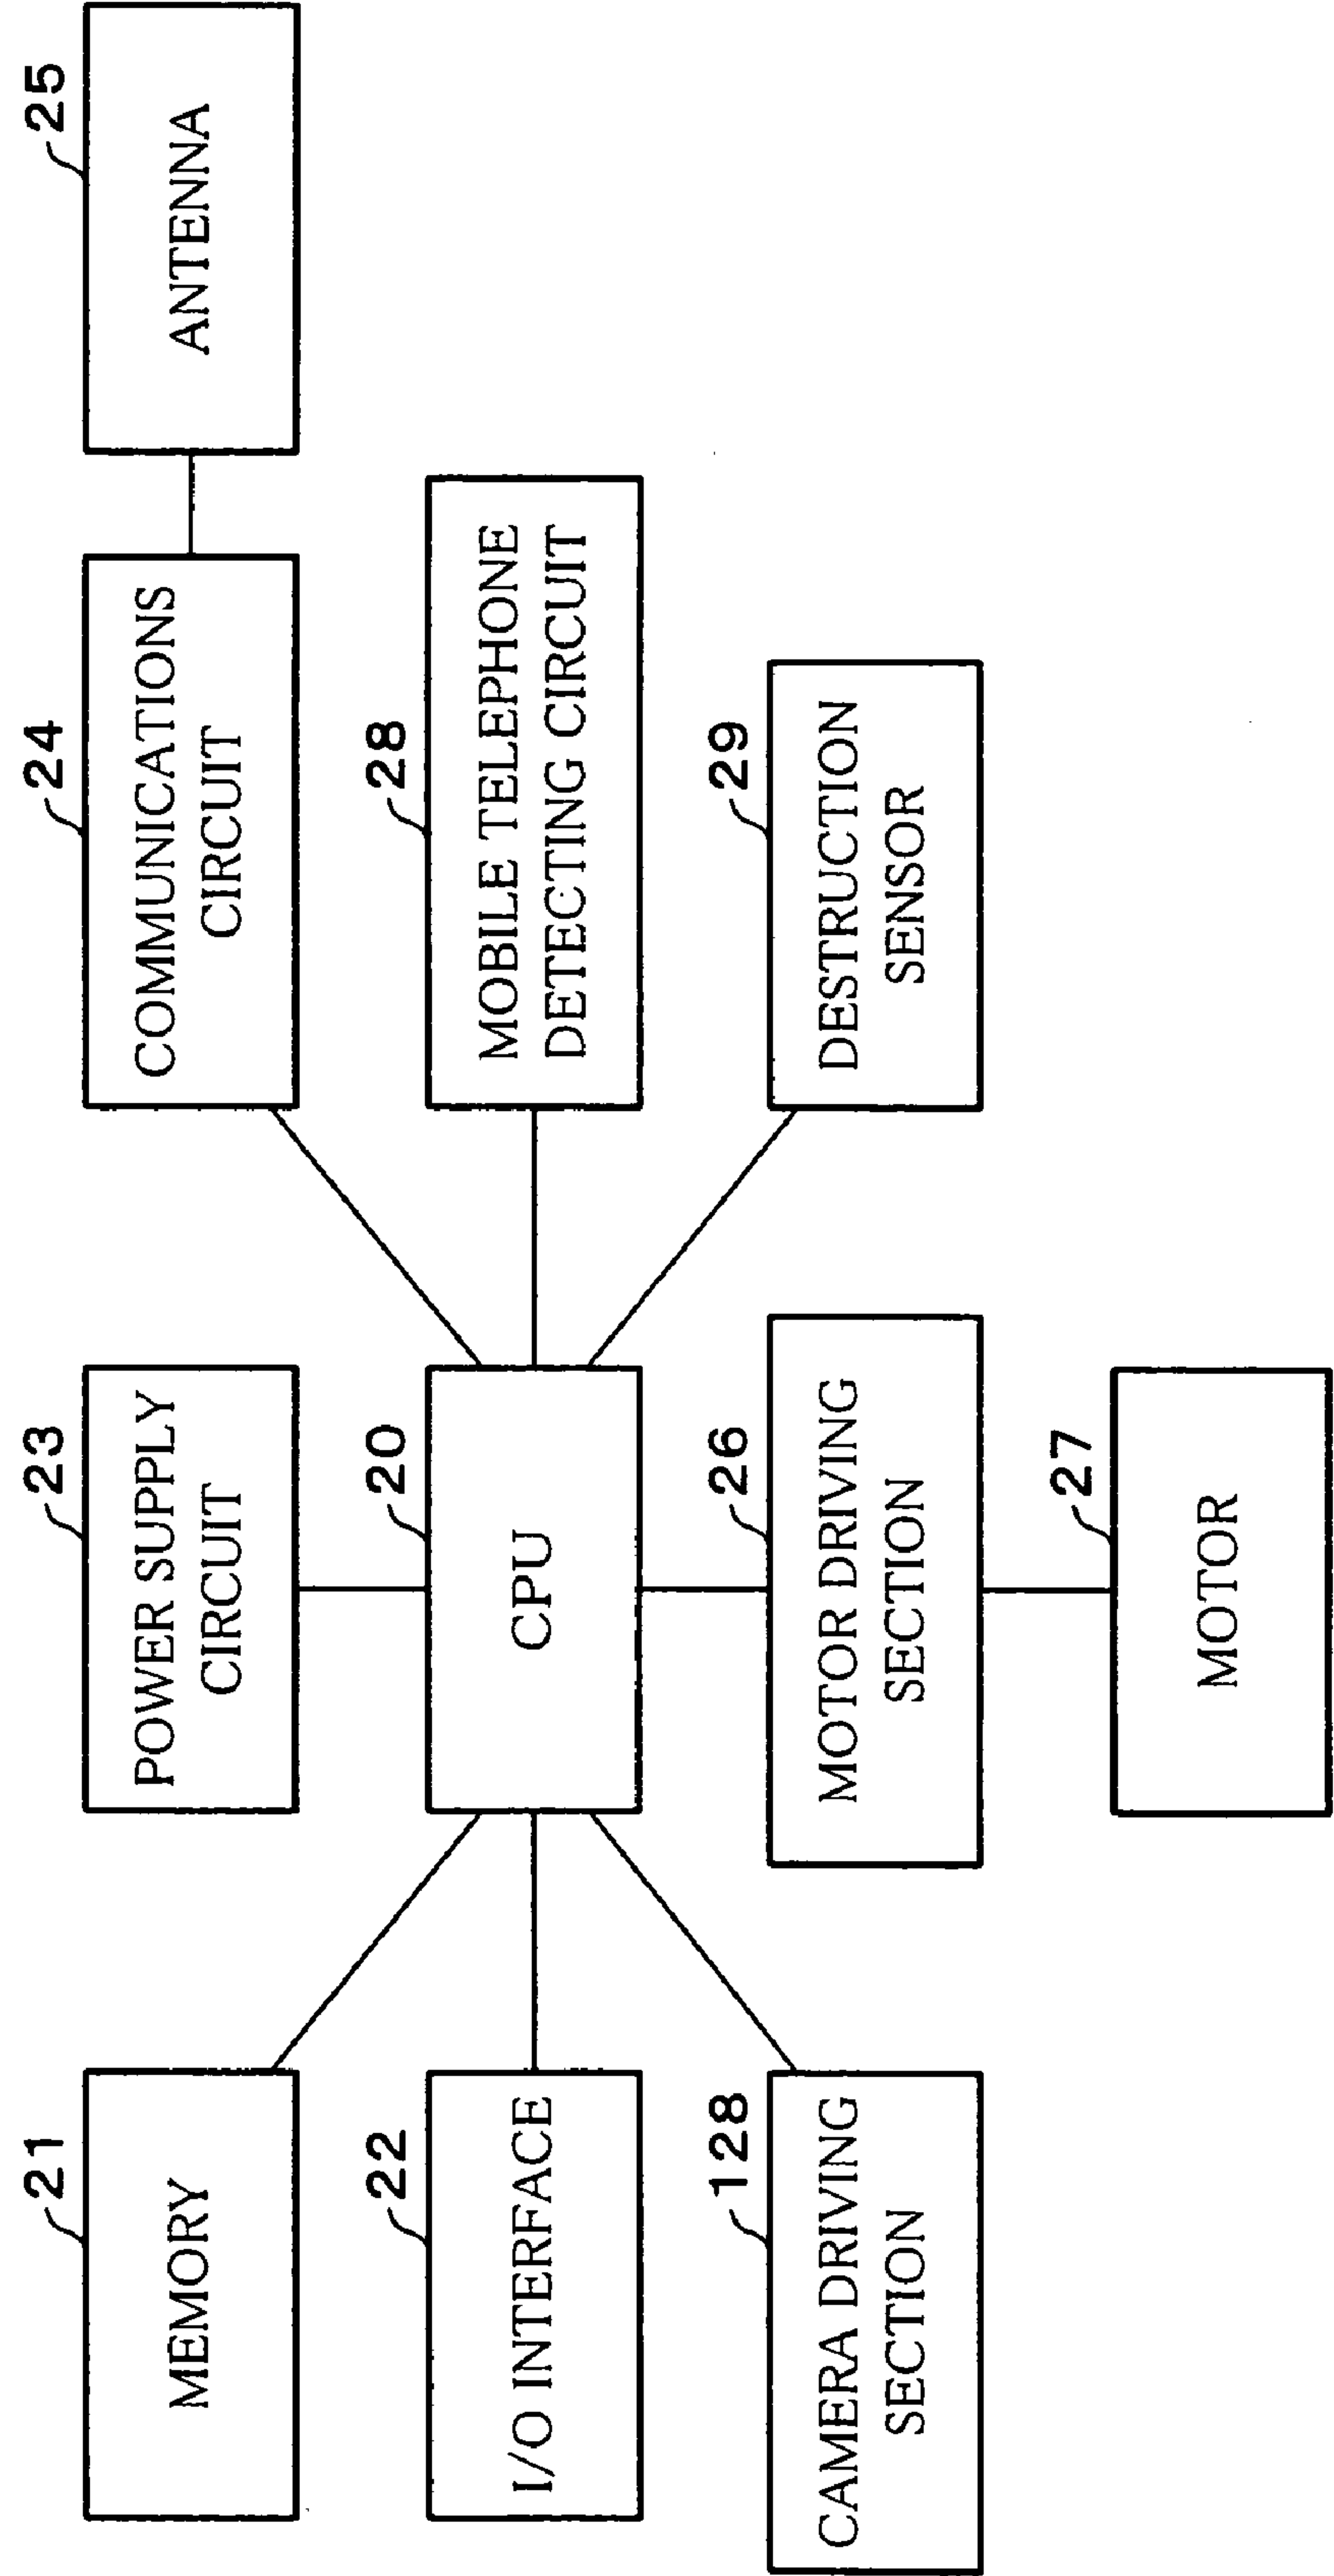 21
MEMORY
23
POWER SUPPLY
CIRCUIT
24
COMMUNICATIONS
CIRCUIT
25
ANTENNA
22
I/O INTERFACE
20
CPU
28
MOBILE TELEPHONE
DETECTING CIRCUIT
128
CAMERA DRIVING
SECTION
26
MOTOR DRIVING
SECTION
29
DESTRUCTION
SENSOR
27
MOTOR